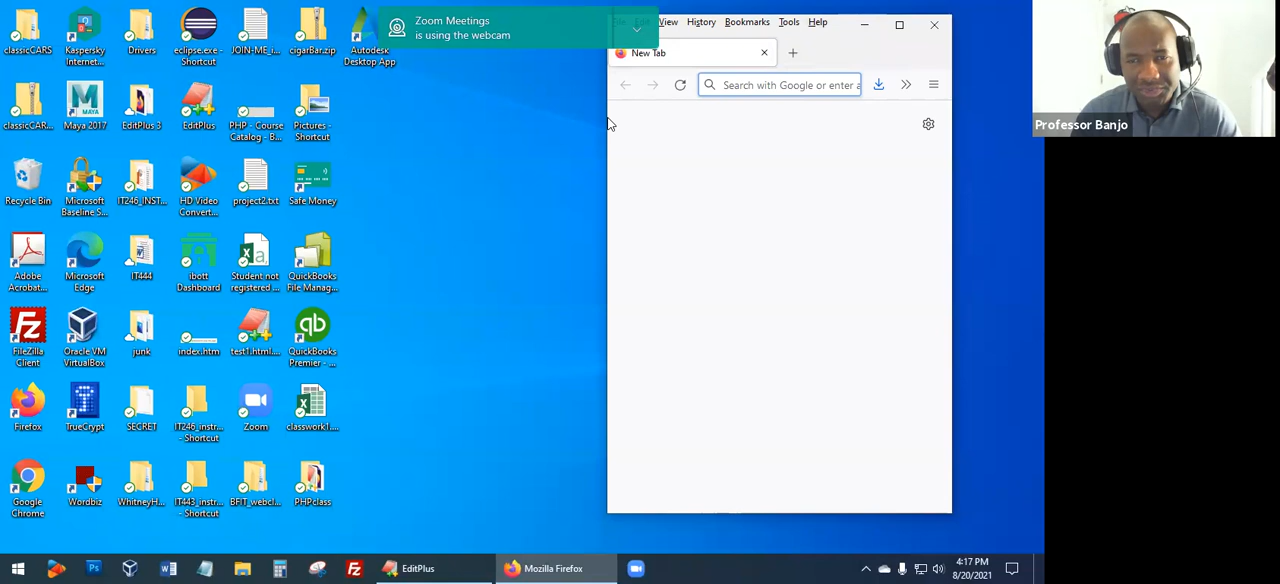 classicCARS
Kaspersky
Internet...
Drivers
eclipse.exe -
Shortcut
JOIN-ME_i...
cigarBar.zip
Autodesk
Desktop App
Zoom Meetings
is using the webcam
View History Bookmarks Tools Help
New Tab
Search with Google or enter a
Professor Banjo
classicCAR...
Maya 2017
EditPlus 3
EditPlus
PHP - Course
Catalog - B...
Pictures -
Shortcut
Recycle Bin
Microsoft
Baseline S...
IT246_INST...
HD Video
Convert...
project2.txt
Safe Money
Adobe
Acrobat...
Microsoft
Edge
IT444
ibott
Dashboard
Student not
registered ...
QuickBooks
File Manag...
FileZilla
Client
Oracle VM
VirtualBox
junk
index.htm
test1.html...
QuickBooks
Premier - ...
Firefox
TrueCrypt
SECRET
IT246_instr...
- Shortcut
Zoom
classwork1....
Google
Chrome
Wordbiz
WhitneyH...
IT443_instr...
- Shortcut
BFIT_webcl...
PHPclass
EditPlus
Mozilla Firefox
4:17 PM
8/20/2021